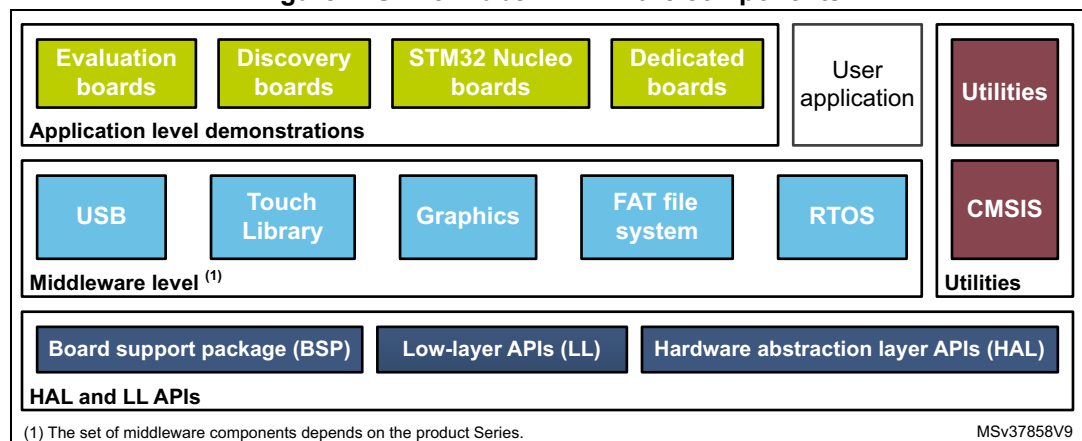 Evaluation
boards
Discovery
boards
STM32 Nucleo
boards
Dedicated
boards
Application level demonstrations
User
application
Utilities
CMSIS
Utilities
USB
Touch
Library
Graphics
FAT file
system
RTOS
Middleware level (1)
Board support package (BSP)
Low-layer APIs (LL)
Hardware abstraction layer APIs (HAL)
HAL and LL APIs
(1) The set of middleware components depends on the product Series.
MSv37858V9